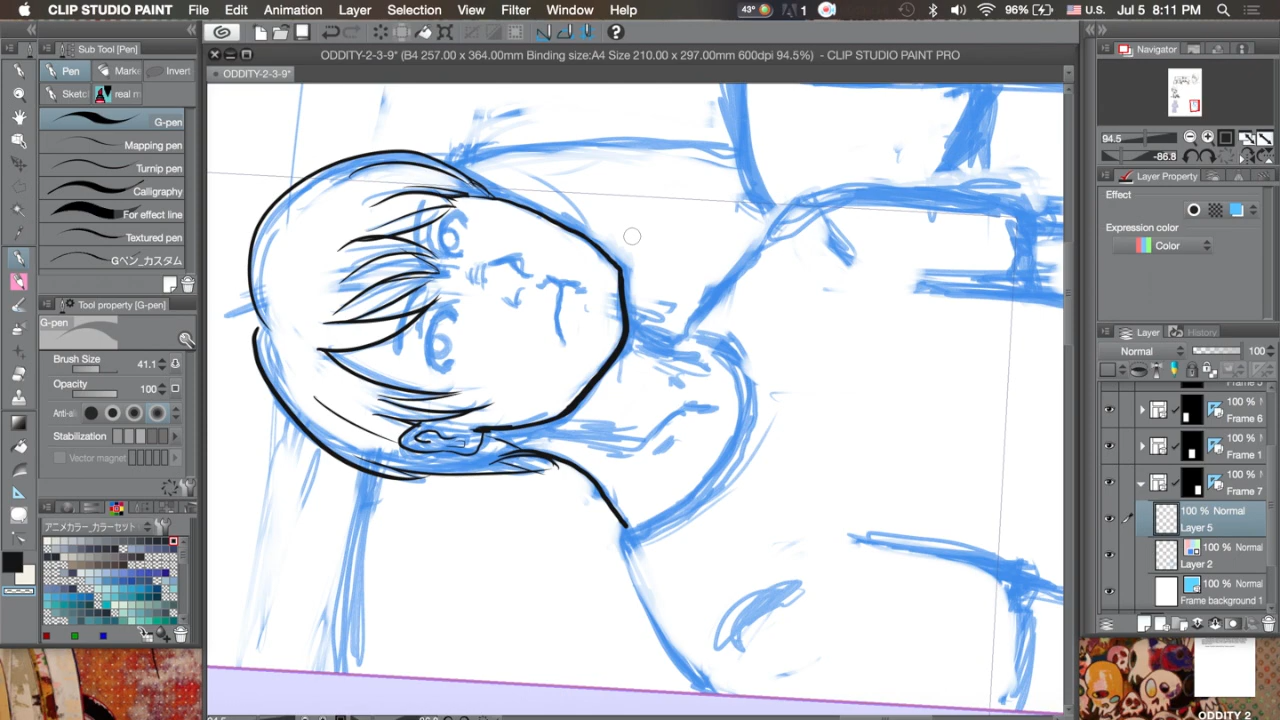 CLIP STUDIO PAINT File Edit Animation Layer Selection View Filter Window Help 43° 1 96% U.S. Jul 5 8:11 PM
Sub Tool [Pen]
Pen Marke Invert
Sketc real m
G-pen
Mapping pen
Turnip pen
Calligraphy
For effect line
Textured pen
Gペン_カスタム
Tool property [G-pen]
G-pen
Brush Size 41.1
Opacity 100
Anti-al
Stabilization
Vector magnet
アニメカラー_カラーセット
ODDITY-2-3-9* (B4 257.00 x 364.00mm Binding size:A4 Size 210.00 x 297.00mm 600dpi 94.5%) - CLIP STUDIO PAINT PRO
ODDITY-2-3-9*
Navigator
94.5
-86.8
Layer Property
Effect
Expression color
Color
Layer History
Normal 100
Frame 5
100 %
Frame 6
100 %
Frame 1
100 %
Frame 7
100 % Normal
Layer 5
100 % Normal
Layer 2
100 % Normal
Frame background 1
ODDITY 2